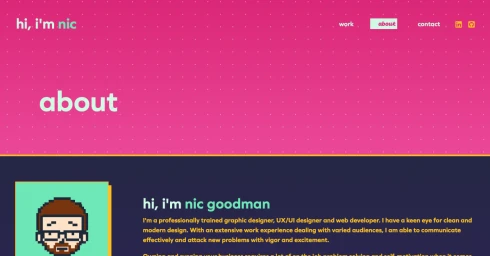 hi, i'm nic
work about contact
about
hi, i'm nic goodman
I'm a professionally trained graphic designer, UX/UI designer and web developer. I have a keen eye for clean and
modern design. With an extensive work experience dealing with varied audiences, I am able to communicate
effectively and attack new problems with vigor and excitement.